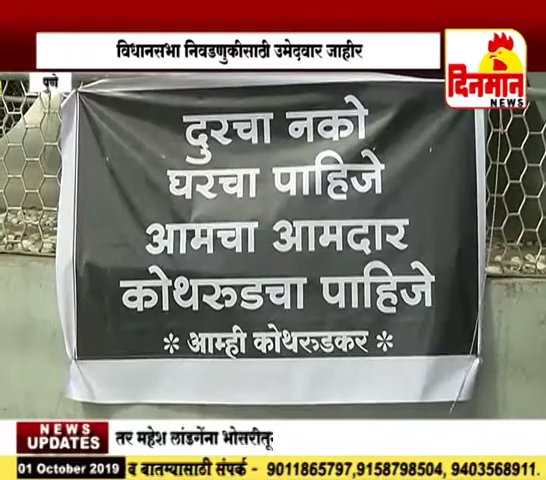 विधानसभा निवडणुकीसाठी उमेदवार जाहीर
पुणे
दिनमान
NEWS
दुरचा नको
घरचा पाहिजे
आमचा आमदार
कोथरुडचा पाहिजे
* आम्ही कोथरुडकर *
NEWS
UPDATES
तर महेश लांडगेंना भोसरीतू
01 October 2019
व बातम्यासाठी संपर्क - 9011865797,9158798504, 9403568911.